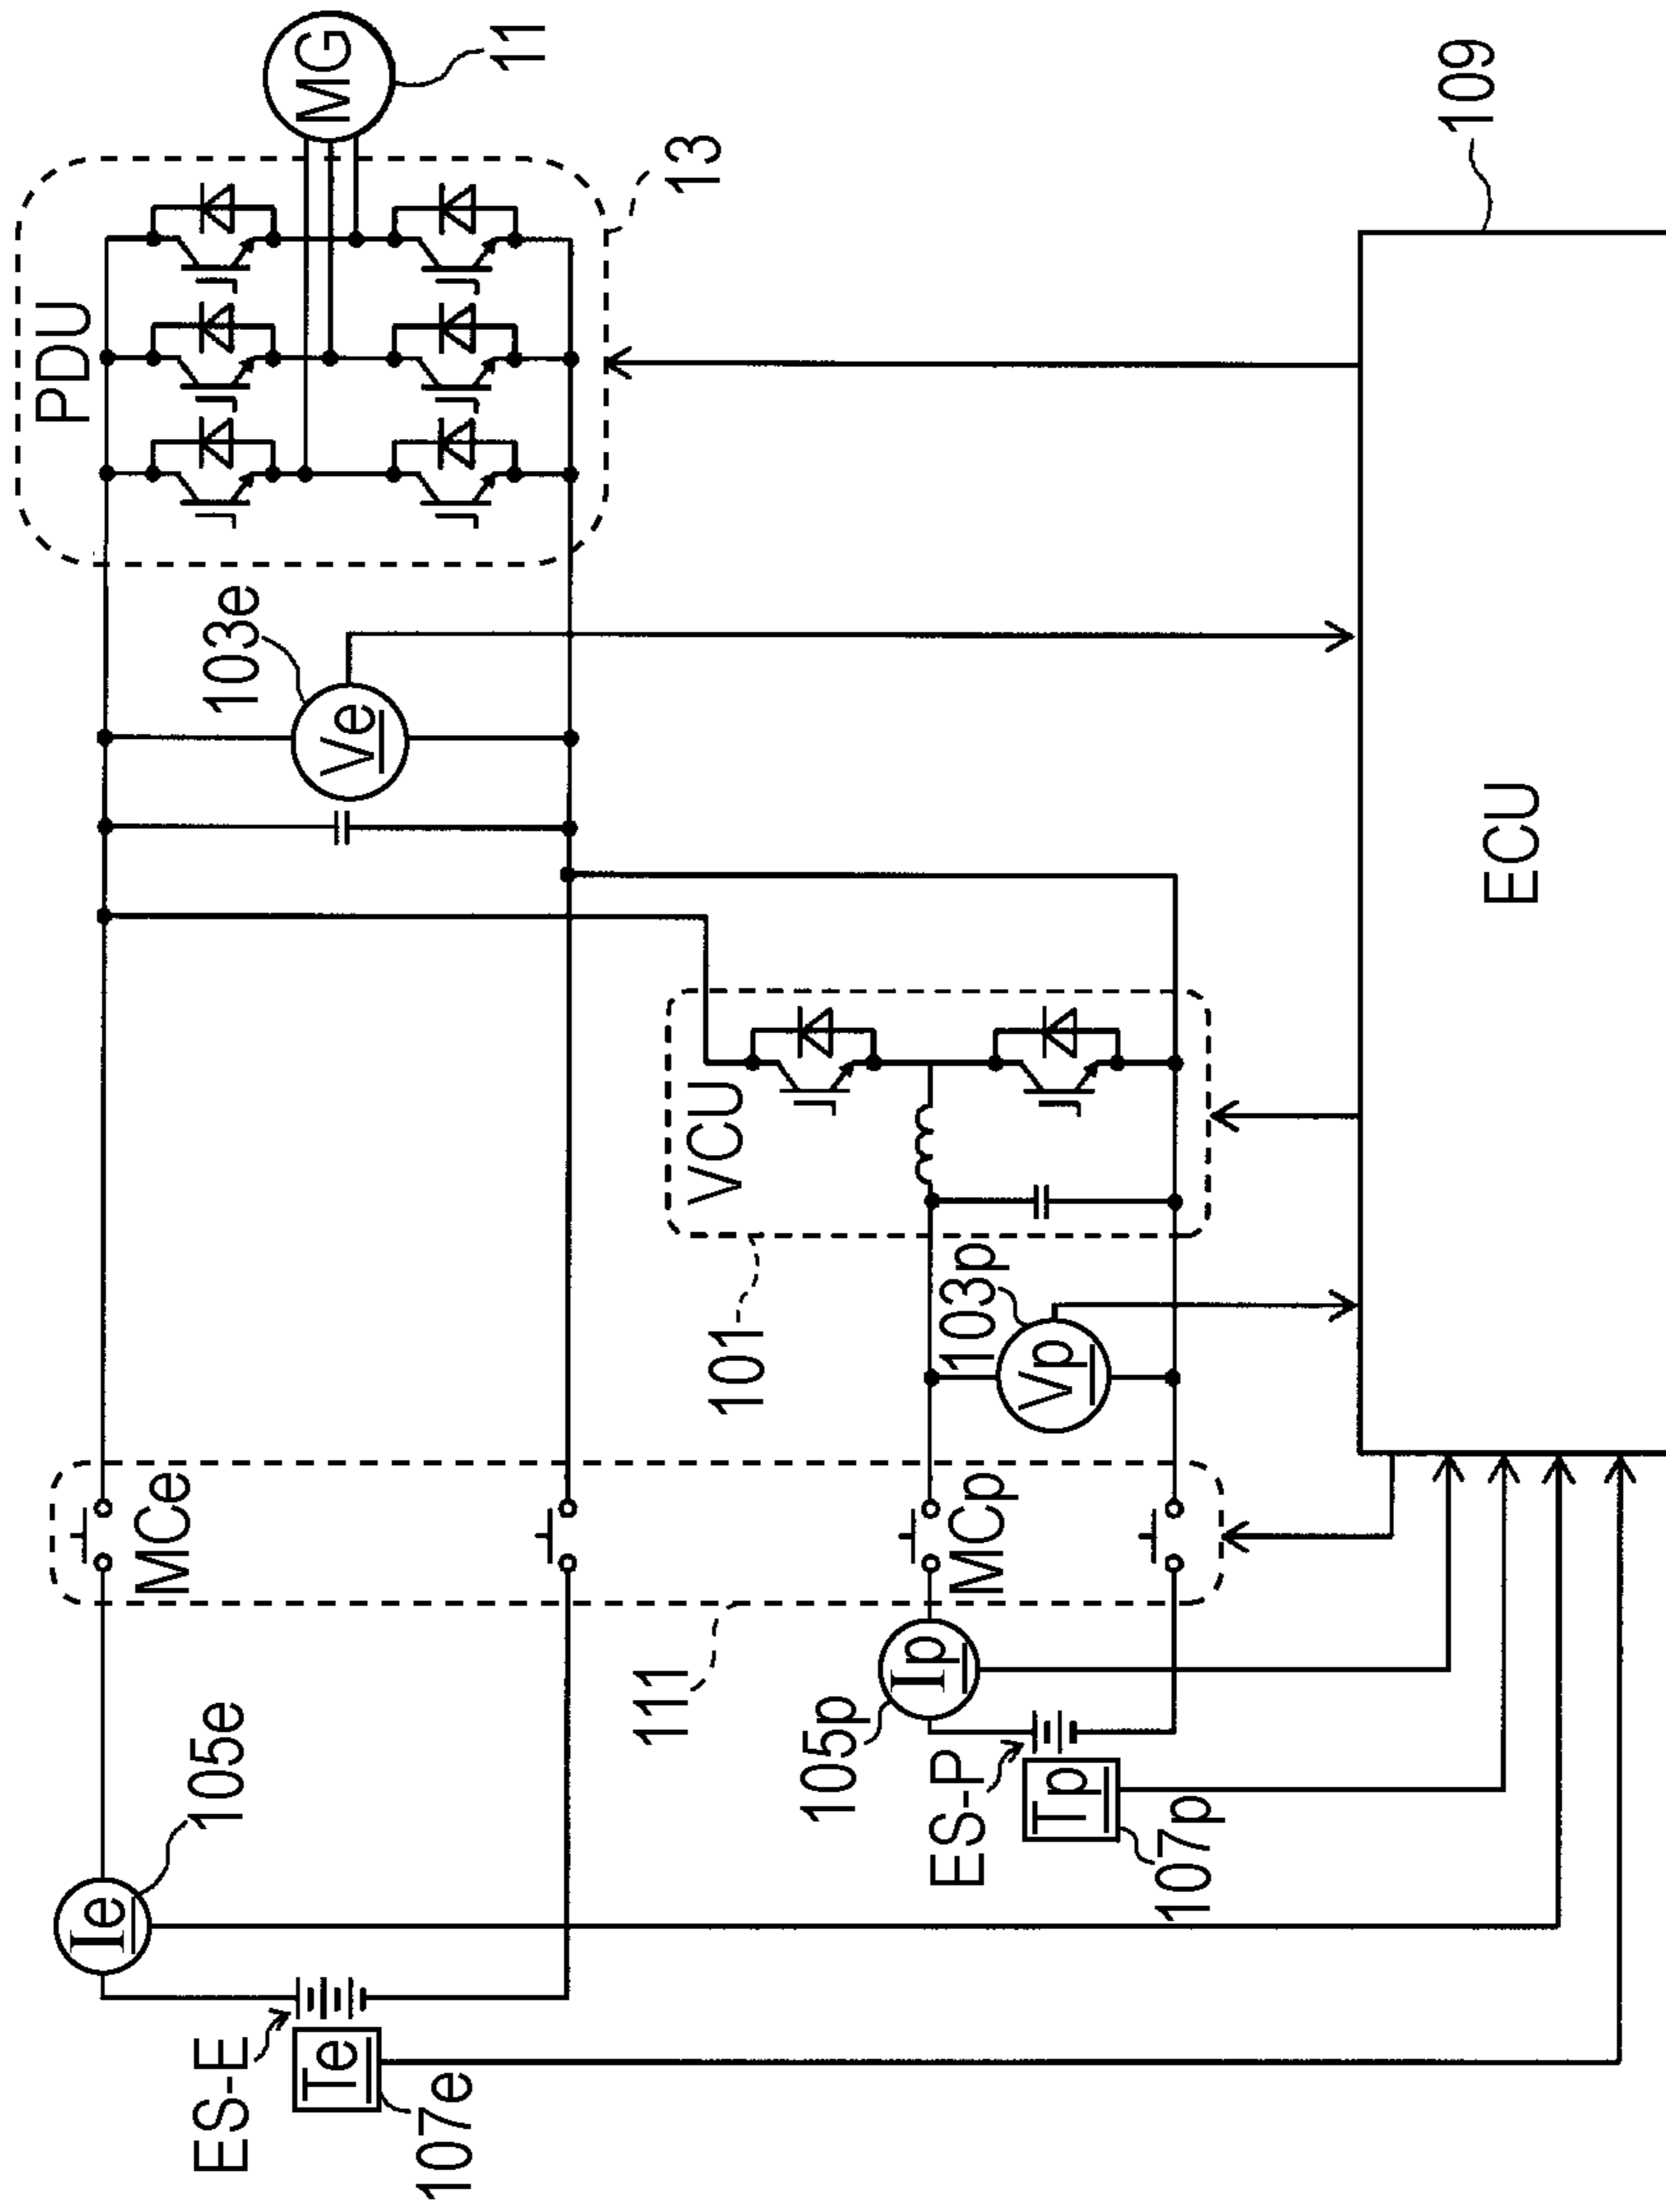 MG
11
PDU
13
103e
Ve
109
ECU
VCU
101
103p
Vp
MCe
MCp
111
105e
Ie
105p
Ip
ES-P
Tp
107p
ES-E
Te
107e